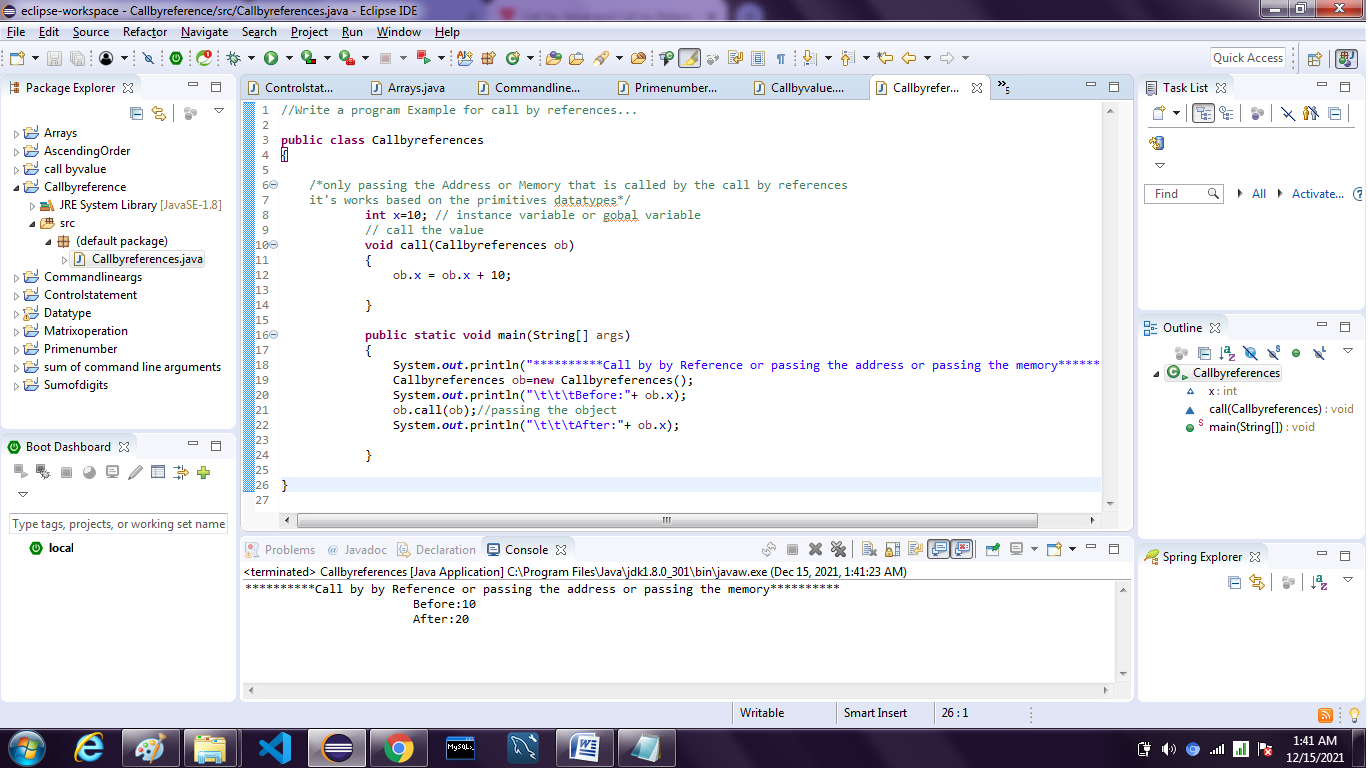 eclipse-workspace - Callbyreference/src/Callbyreferences.java - Eclipse IDE
File Edit Source Refactor Navigate Search Project Run Window Help
Quick Access
Package Explorer
Arrays
AscendingOrder
call byvalue
Callbyreference
JRE System Library [JavaSE-1.8]
src
(default package)
Callbyreferences.java
Commandlineargs
Controlstatement
Datatype
Matrixoperation
Primenumber
sum of command line arguments
Sumofdigits
Boot Dashboard
Type tags, projects, or working set name
local
Controlstat... Arrays.java Commandline... Primenumber... Callbyvalue.... Callbyrefer... »5
1 //Write a program Example for call by references...
2
3 public class Callbyreferences
4 {
5
6 /*only passing the Address or Memory that is called by the call by references
7 it's works based on the primitives datatypes*/
8 int x=10; // instance variable or gobal variable
9 // call the value
10 void call(Callbyreferences ob)
11 {
12 ob.x = ob.x + 10;
13
14 }
15
16 public static void main(String[] args)
17 {
18 System.out.println("**********Call by by Reference or passing the address or passing the memory******
19 Callbyreferences ob=new Callbyreferences();
20 System.out.println("\t\t\tBefore:"+ ob.x);
21 ob.call(ob);//passing the object
22 System.out.println("\t\t\tAfter:"+ ob.x);
23
24 }
25
26 }
27
Problems Javadoc Declaration Console
<terminated> Callbyreferences [Java Application] C:\Program Files\Java\jdk1.8.0_301\bin\javaw.exe (Dec 15, 2021, 1:41:23 AM)
**********Call by by Reference or passing the address or passing the memory**********
Before:10
After:20
Task List
Find All Activate...
Outline
Callbyreferences
x : int
call(Callbyreferences) : void
main(String[]) : void
Spring Explorer
Writable Smart Insert 26 : 1
MySQL
1:41 AM
12/15/2021